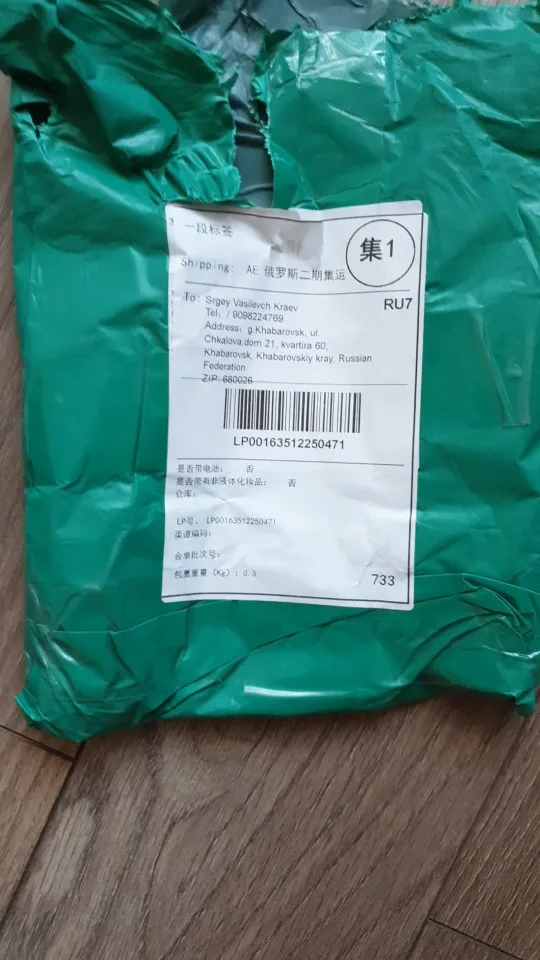 一段标签
集1
Shipping: AE 俄罗斯二期集运
To: Srgey Vasilevch Kraev
RU7
Tel: / 9098224769
Address: g.Khabarovsk, ul.
Chkalova.dom 21, kvartira 60,
Khabarovsk, Khabarovskiy kray, Russian
Federation
ZIP: 680026
LP00163512250471
是否带电池: 否
是否带有非液体化妆品: 否
仓库:
LP号: LP00163512250471
渠道编码:
合单批次号:
包裹重量 (Kg): 0.3
733